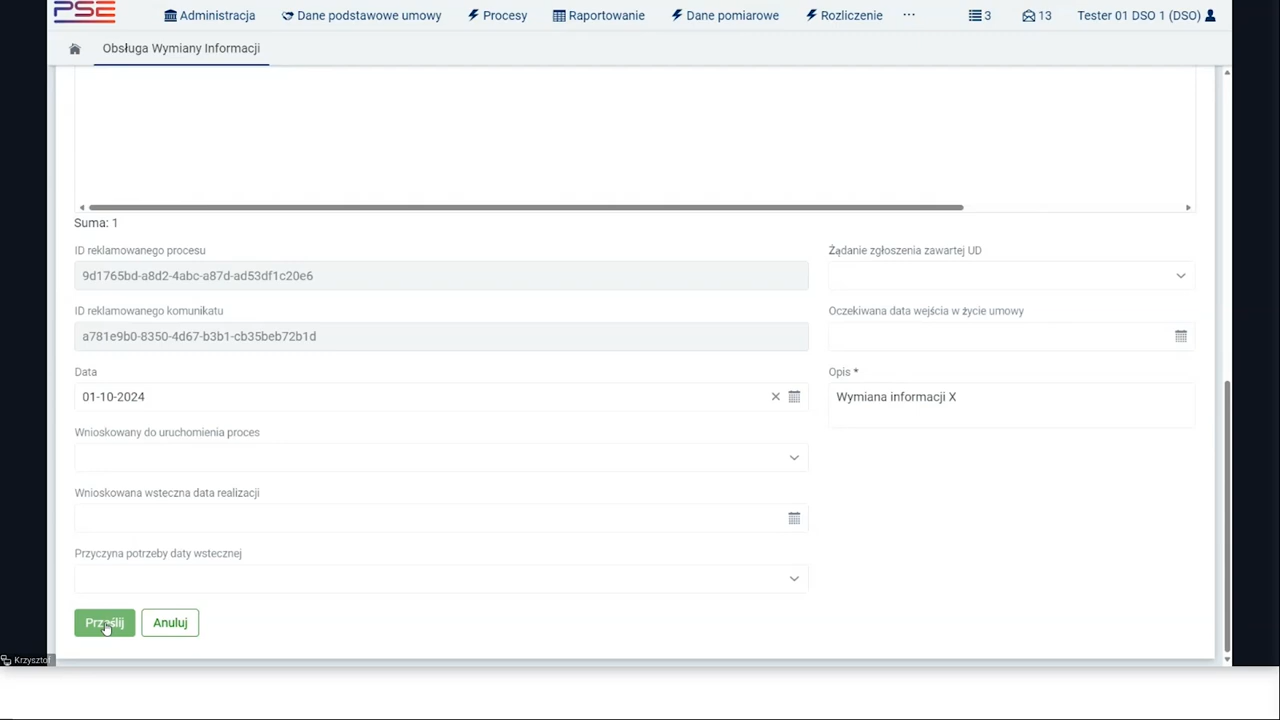 PSE
Administracja Dane podstawowe umowy Procesy Raportowanie Dane pomiarowe Rozliczenie ... 3 13 Tester 01 DSO 1 (DSO)
Obsługa Wymiany Informacji
Suma: 1
ID reklamowanego procesu
9d1765bd-a8d2-4abc-a87d-ad53df1c20e6
Żądanie zgłoszenia zawartej UD
ID reklamowanego komunikatu
a781e9b0-8350-4d67-b3b1-cb35beb72b1d
Oczekiwana data wejścia w życie umowy
Data
01-10-2024
Opis *
Wymiana informacji X
Wnioskowany do uruchomienia proces
Wnioskowana wsteczna data realizacji
Przyczyna potrzeby daty wstecznej
Prześlij Anuluj
Krzysztof